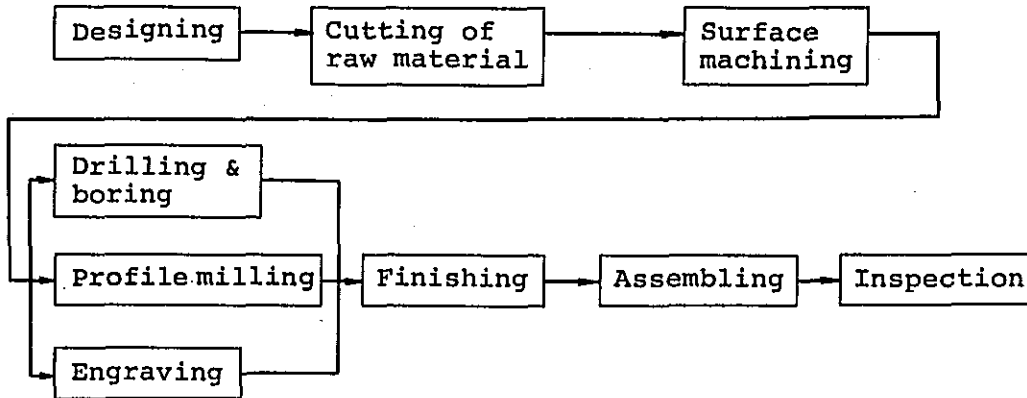 Designing
Cutting of
raw material
Surface
machining
Drilling &
boring
Profile milling
Finishing
Assembling
Inspection
Engraving